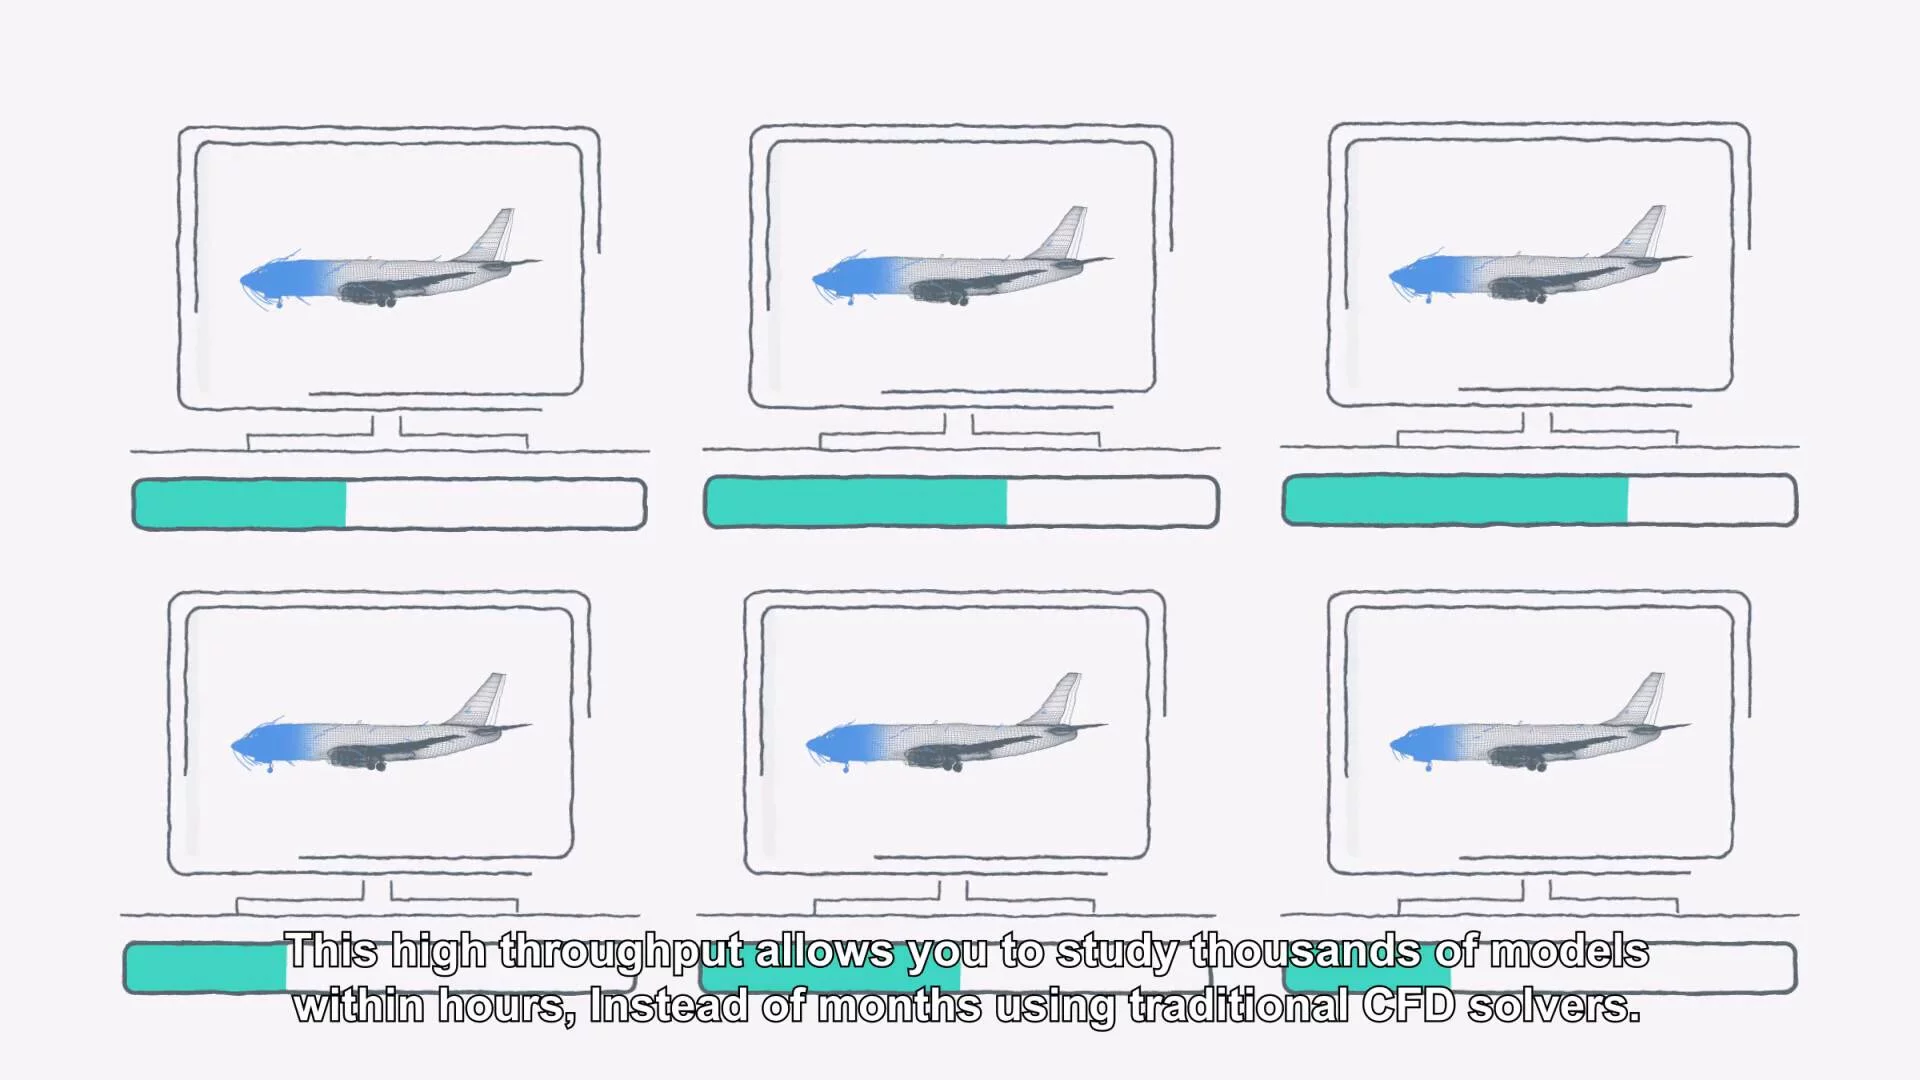 This high throughput allows you to study thousands of models
within hours, Instead of months using traditional CFD solvers.